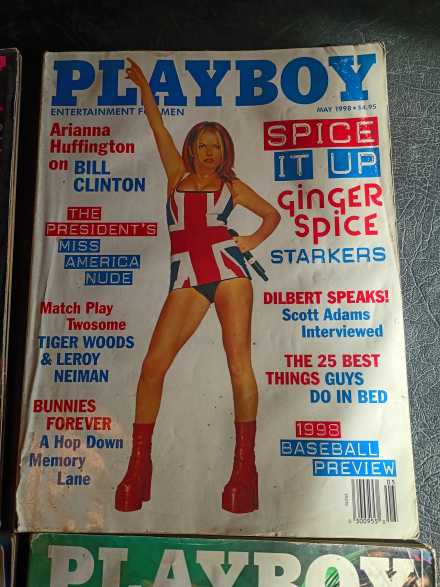 PLAYBOY
ENTERTAINMENT FOR MEN
MAY 1998 • $4.95
Arianna
Huffington
on BILL
CLINTON
THE
PRESIDENT'S
MISS
AMERICA
NUDE
Match Play
Twosome
TIGER WOODS
& LEROY
NEIMAN
BUNNIES
FOREVER
A Hop Down
Memory
Lane
SPICE
IT UP
GINGER
SPICE
STARKERS
DILBERT SPEAKS!
Scott Adams
Interviewed
THE 25 BEST
THINGS GUYS
DO IN BED
1998
BASEBALL
PREVIEW
05
PLAYBOY